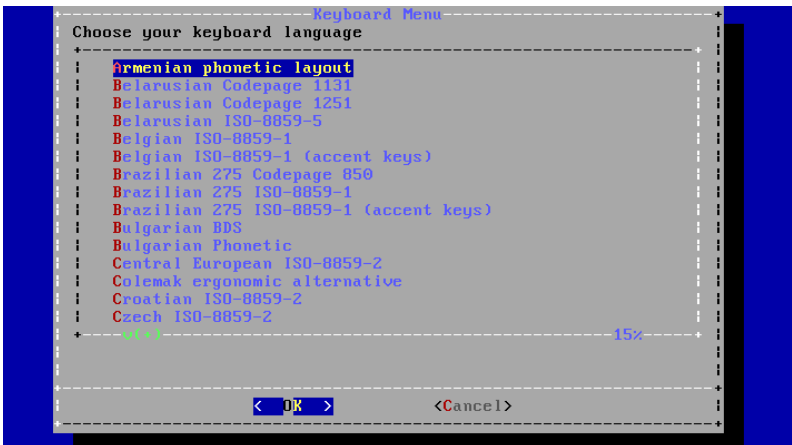 Keyboard Menu
Choose your keyboard language
Armenian phonetic layout
Belarusian Codepage 1131
Belarusian Codepage 1251
Belarusian ISO-8859-5
Belgian ISO-8859-1
Belgian ISO-8859-1 (accent keys)
Brazilian 275 Codepage 850
Brazilian 275 ISO-8859-1
Brazilian 275 ISO-8859-1 (accent keys)
Bulgarian BDS
Bulgarian Phonetic
Central European ISO-8859-2
Colemak ergonomic alternative
Croatian ISO-8859-2
Czech ISO-8859-2
v(+) 15%
< OK > <Cancel>